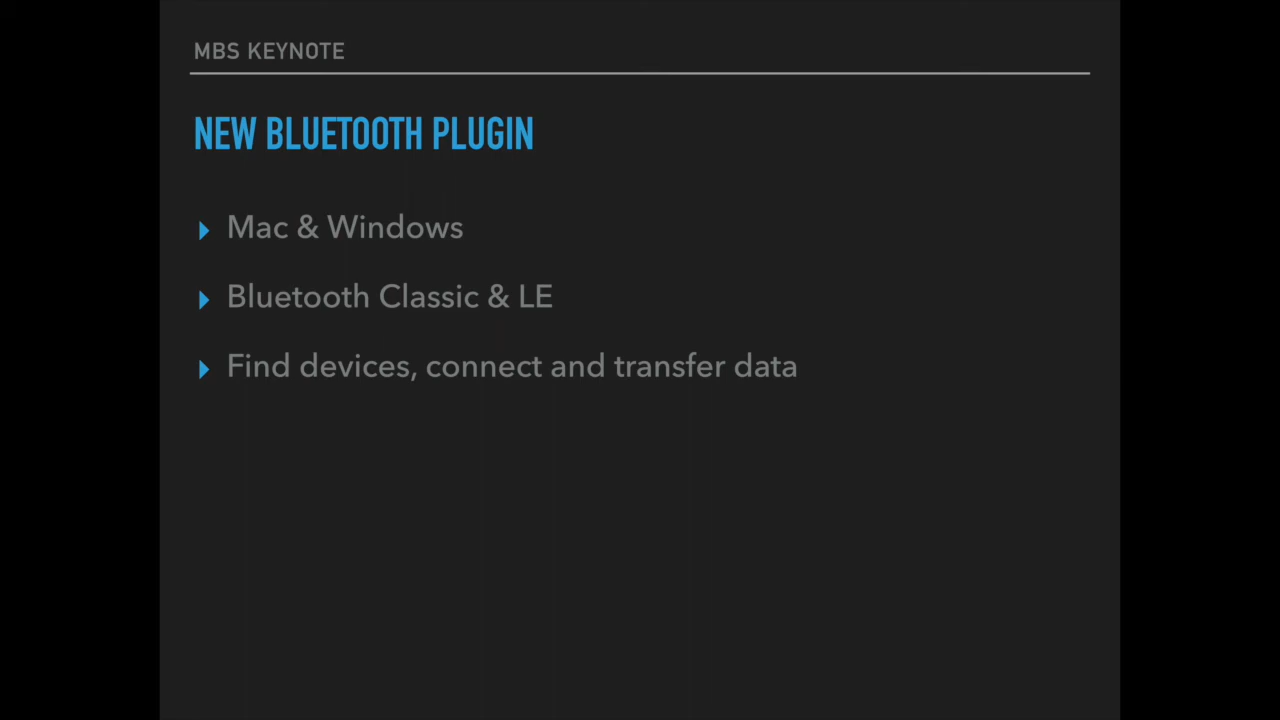 MBS KEYNOTE
NEW BLUETOOTH PLUGIN
Mac & Windows
Bluetooth Classic & LE
Find devices, connect and transfer data